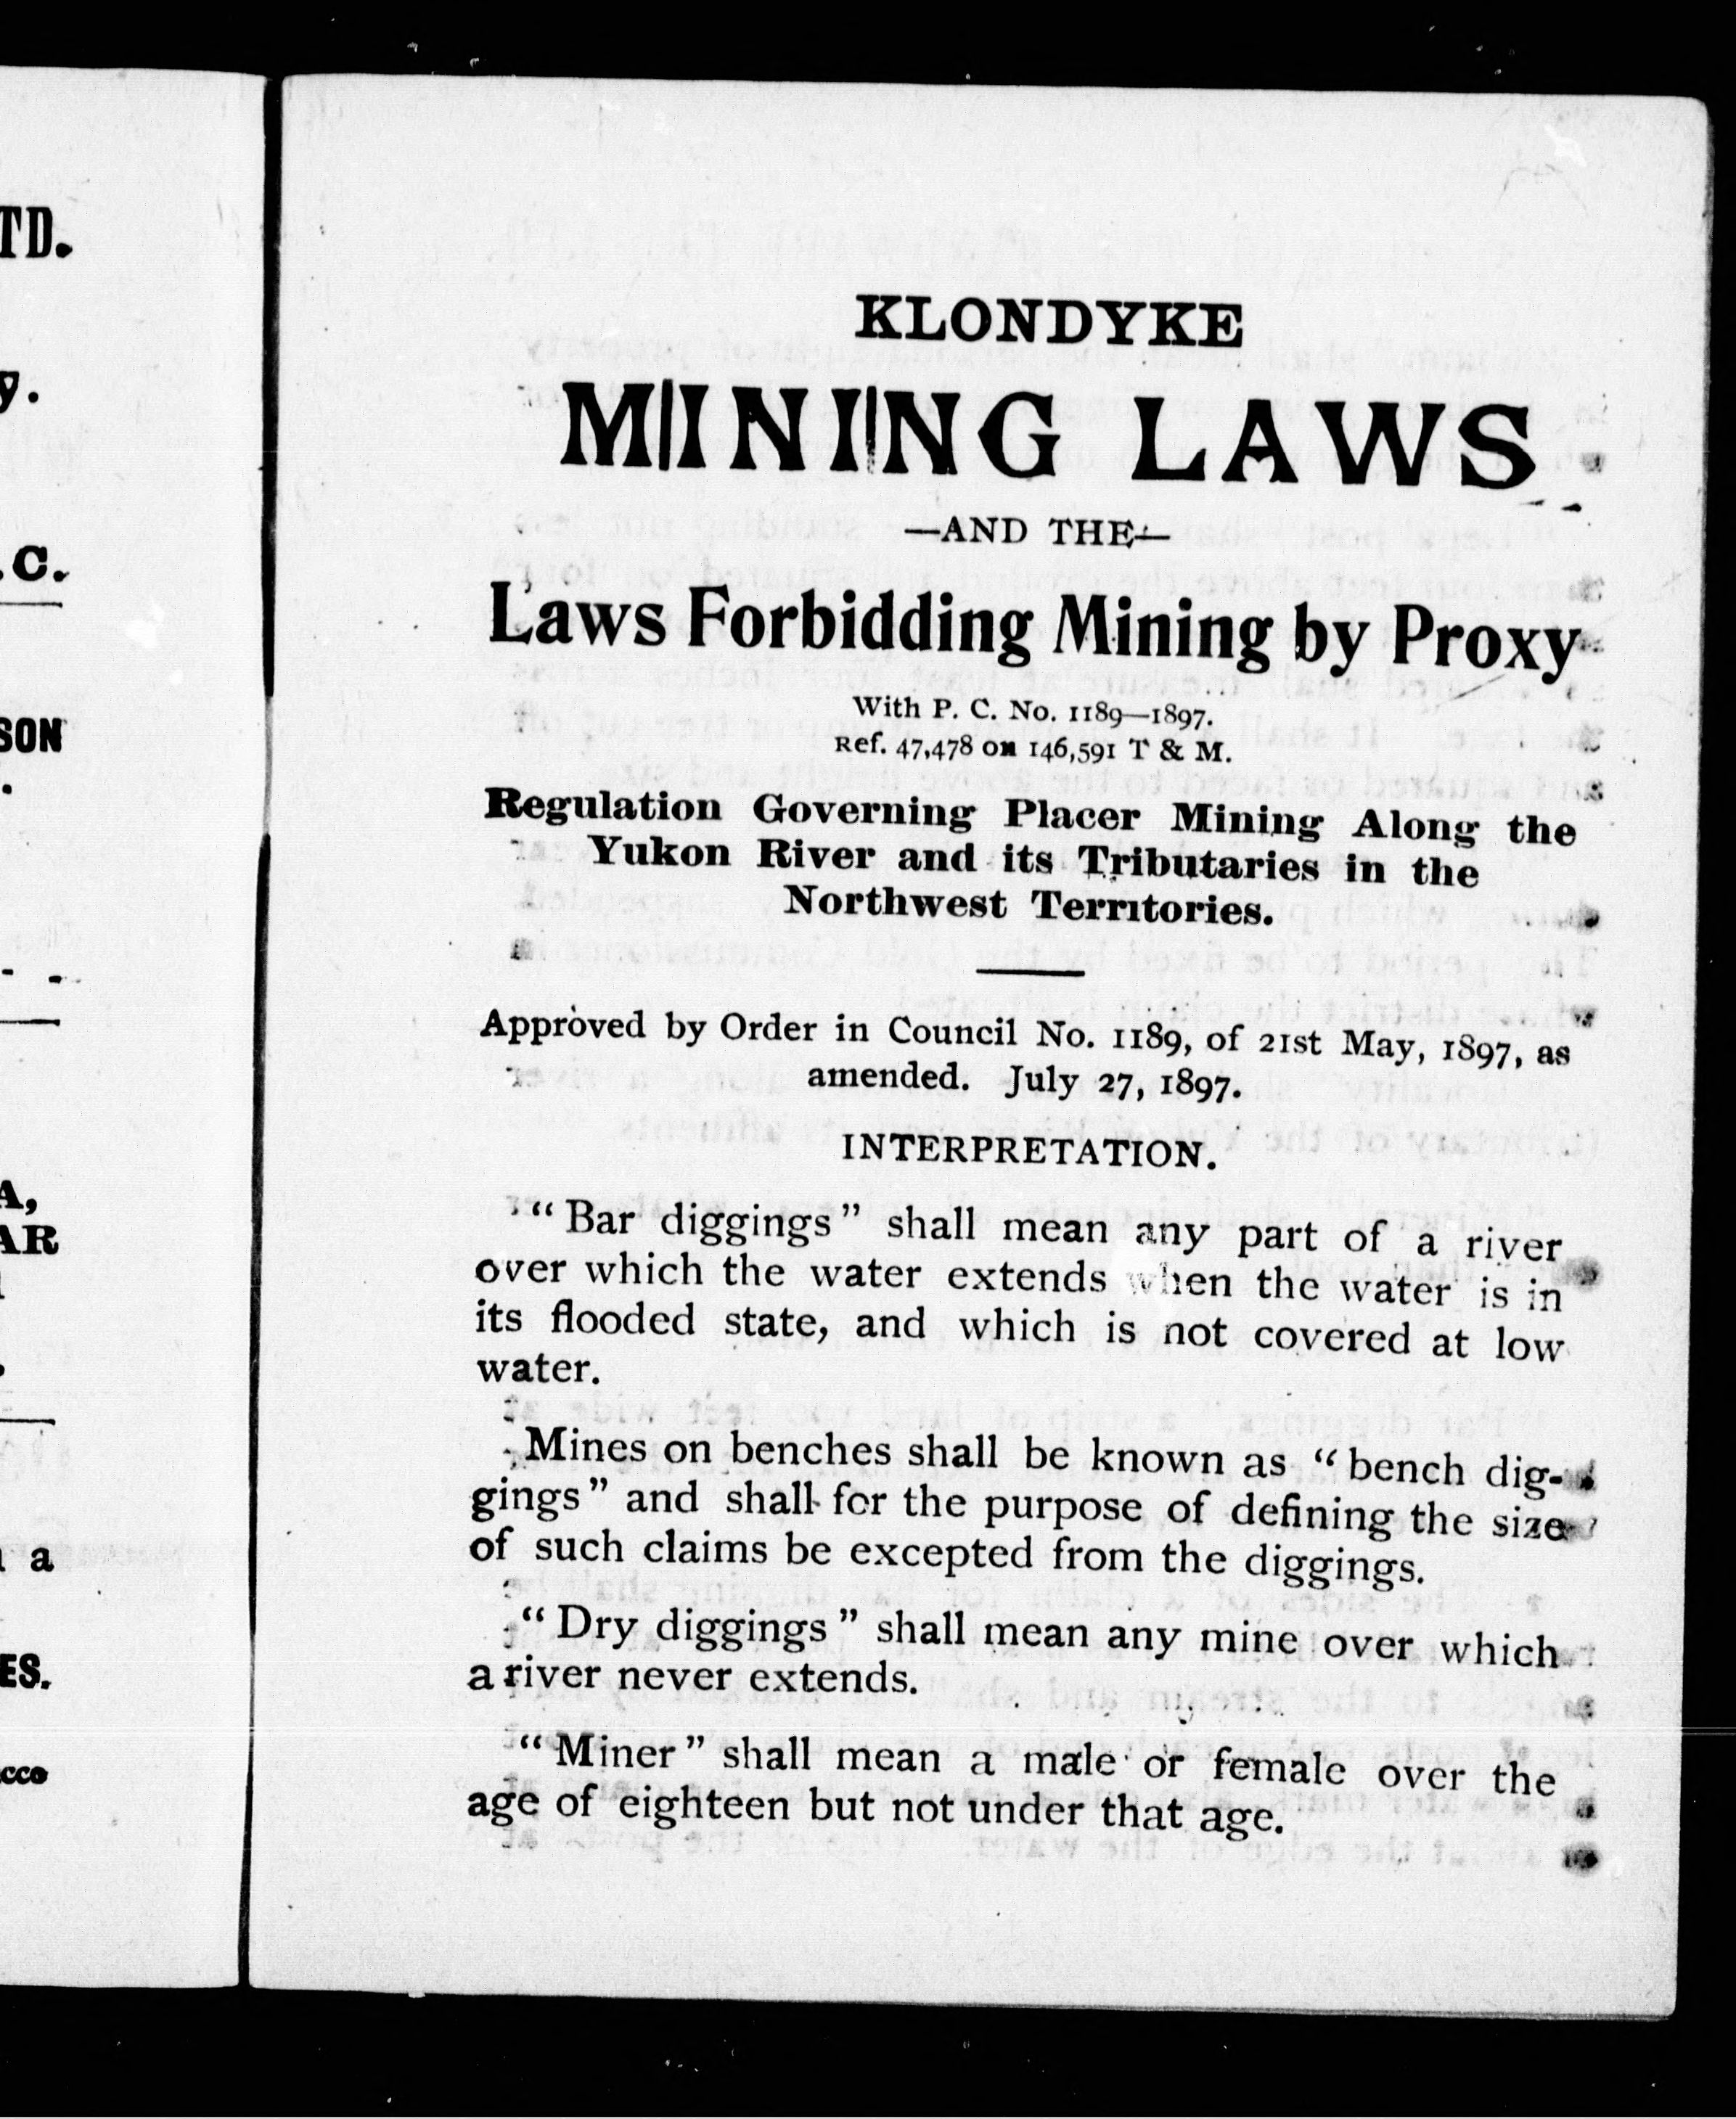 TD.
y.
.C.
SON
.
- -
A,
AR
a
ES.
KLONDYKE
MINING LAWS
—AND THE—
Laws Forbidding Mining by Proxy
With P. C. No. 1189—1897.
Ref. 47,478 on 146,591 T & M.
Regulation Governing Placer Mining Along the
Yukon River and its Tributaries in the
Northwest Territories.
Approved by Order in Council No. 1189, of 21st May, 1897, as
amended. July 27, 1897.
INTERPRETATION.
“Bar diggings” shall mean any part of a river
over which the water extends when the water is in
its flooded state, and which is not covered at low
water.
Mines on benches shall be known as “bench dig-
gings” and shall for the purpose of defining the size
of such claims be excepted from the diggings.
“Dry diggings” shall mean any mine over which
a river never extends.
“Miner” shall mean a male or female over the
age of eighteen but not under that age.